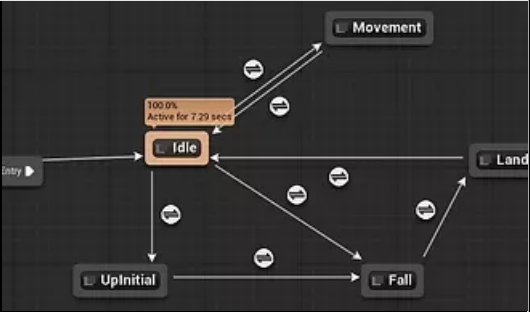 Movement
100.0%
Active for 7.29 secs
Idle
Entry
Land
UpInitial
Fall